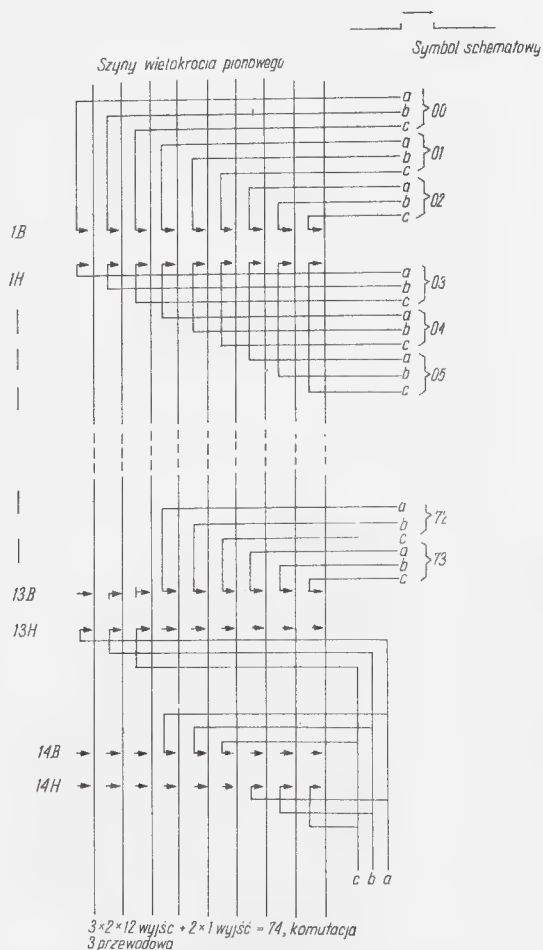 Symbol schematowy
Szyny wielokrocia pionowego
a
b 00
c
a
b 01
c
a
b 02
c
1B
1H
a
b 03
c
a
b 04
c
a
b 05
c
a
b 72
c
a
b 73
c
13B
13H
14B
14H
c b a
3×2×12 wyjść + 2×1 wyjść = 74, komutacja
3 przewodowa